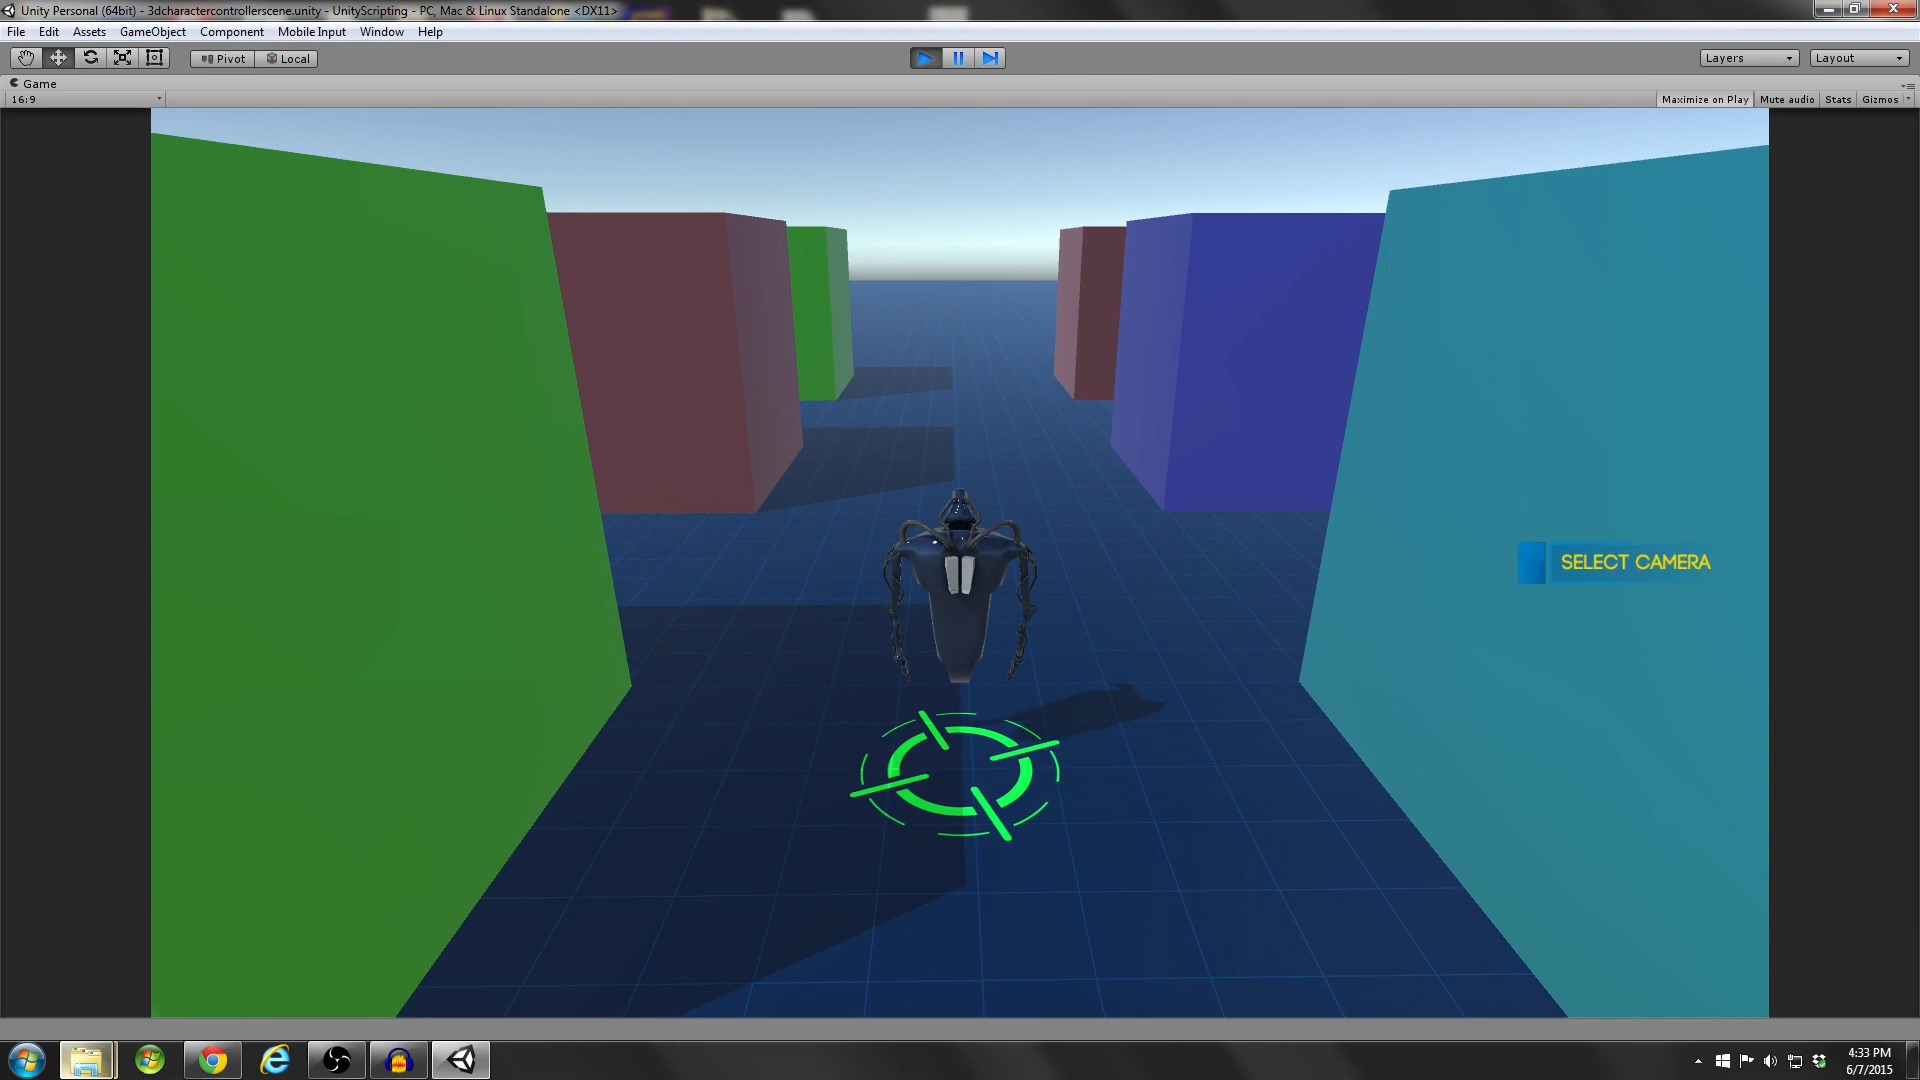 Unity Personal (64bit) - 3dcharactercontrollerscene.unity - UnityScripting - PC, Mac & Linux Standalone <DX11>
File Edit Assets GameObject Component Mobile Input Window Help
Pivot Local Layers Layout
Game
16:9 Maximize on Play Mute audio Stats Gizmos
SELECT CAMERA
4:33 PM
6/7/2015